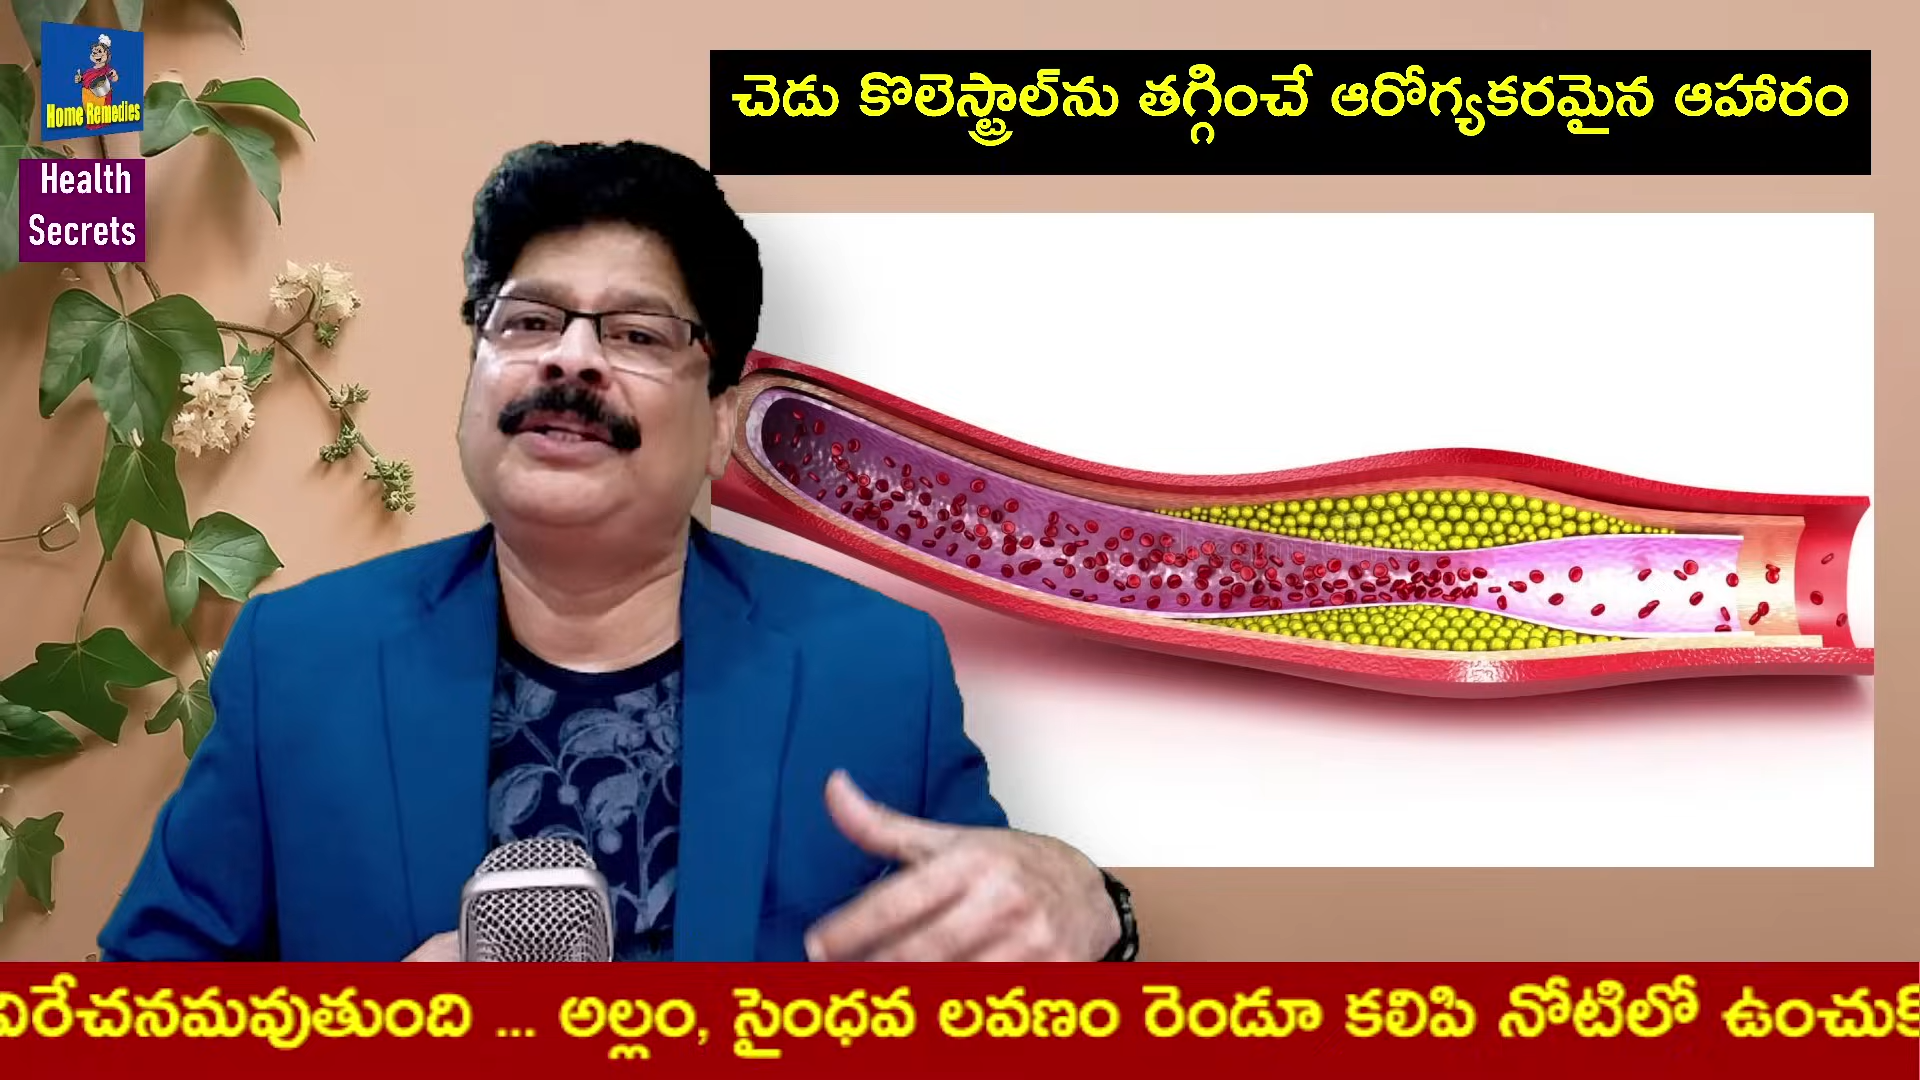 Home Remedies
Health
Secrets
చెడు కొలెస్ట్రాల్‌ను తగ్గించే ఆరోగ్యకరమైన ఆహారం
విరేచనమవుతుంది ... అల్లం, సైంధవ లవణం రెండూ కలిపి నోటిలో